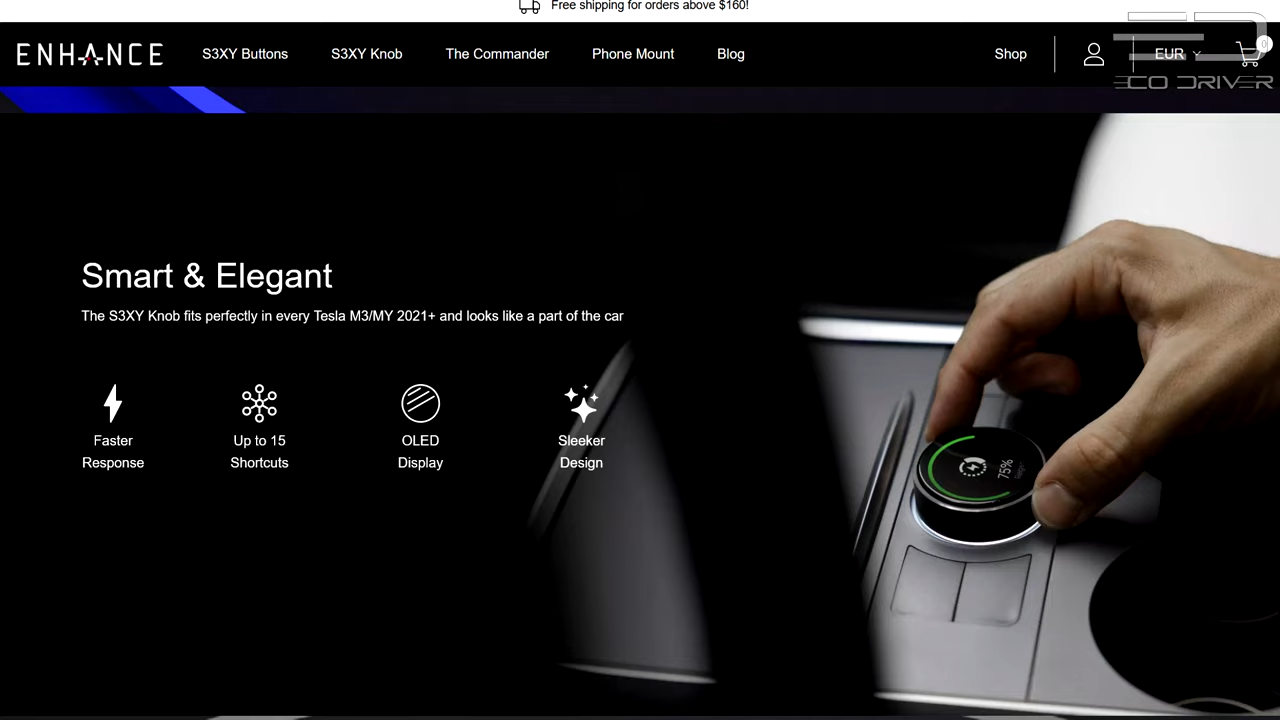 Free shipping for orders above $160!
ENHANCE
S3XY Buttons
S3XY Knob
The Commander
Phone Mount
Blog
Shop
EUR
0
ED
ECO DRIVER
Smart & Elegant
The S3XY Knob fits perfectly in every Tesla M3/MY 2021+ and looks like a part of the car
Faster
Response
Up to 15
Shortcuts
OLED
Display
Sleeker
Design
75%